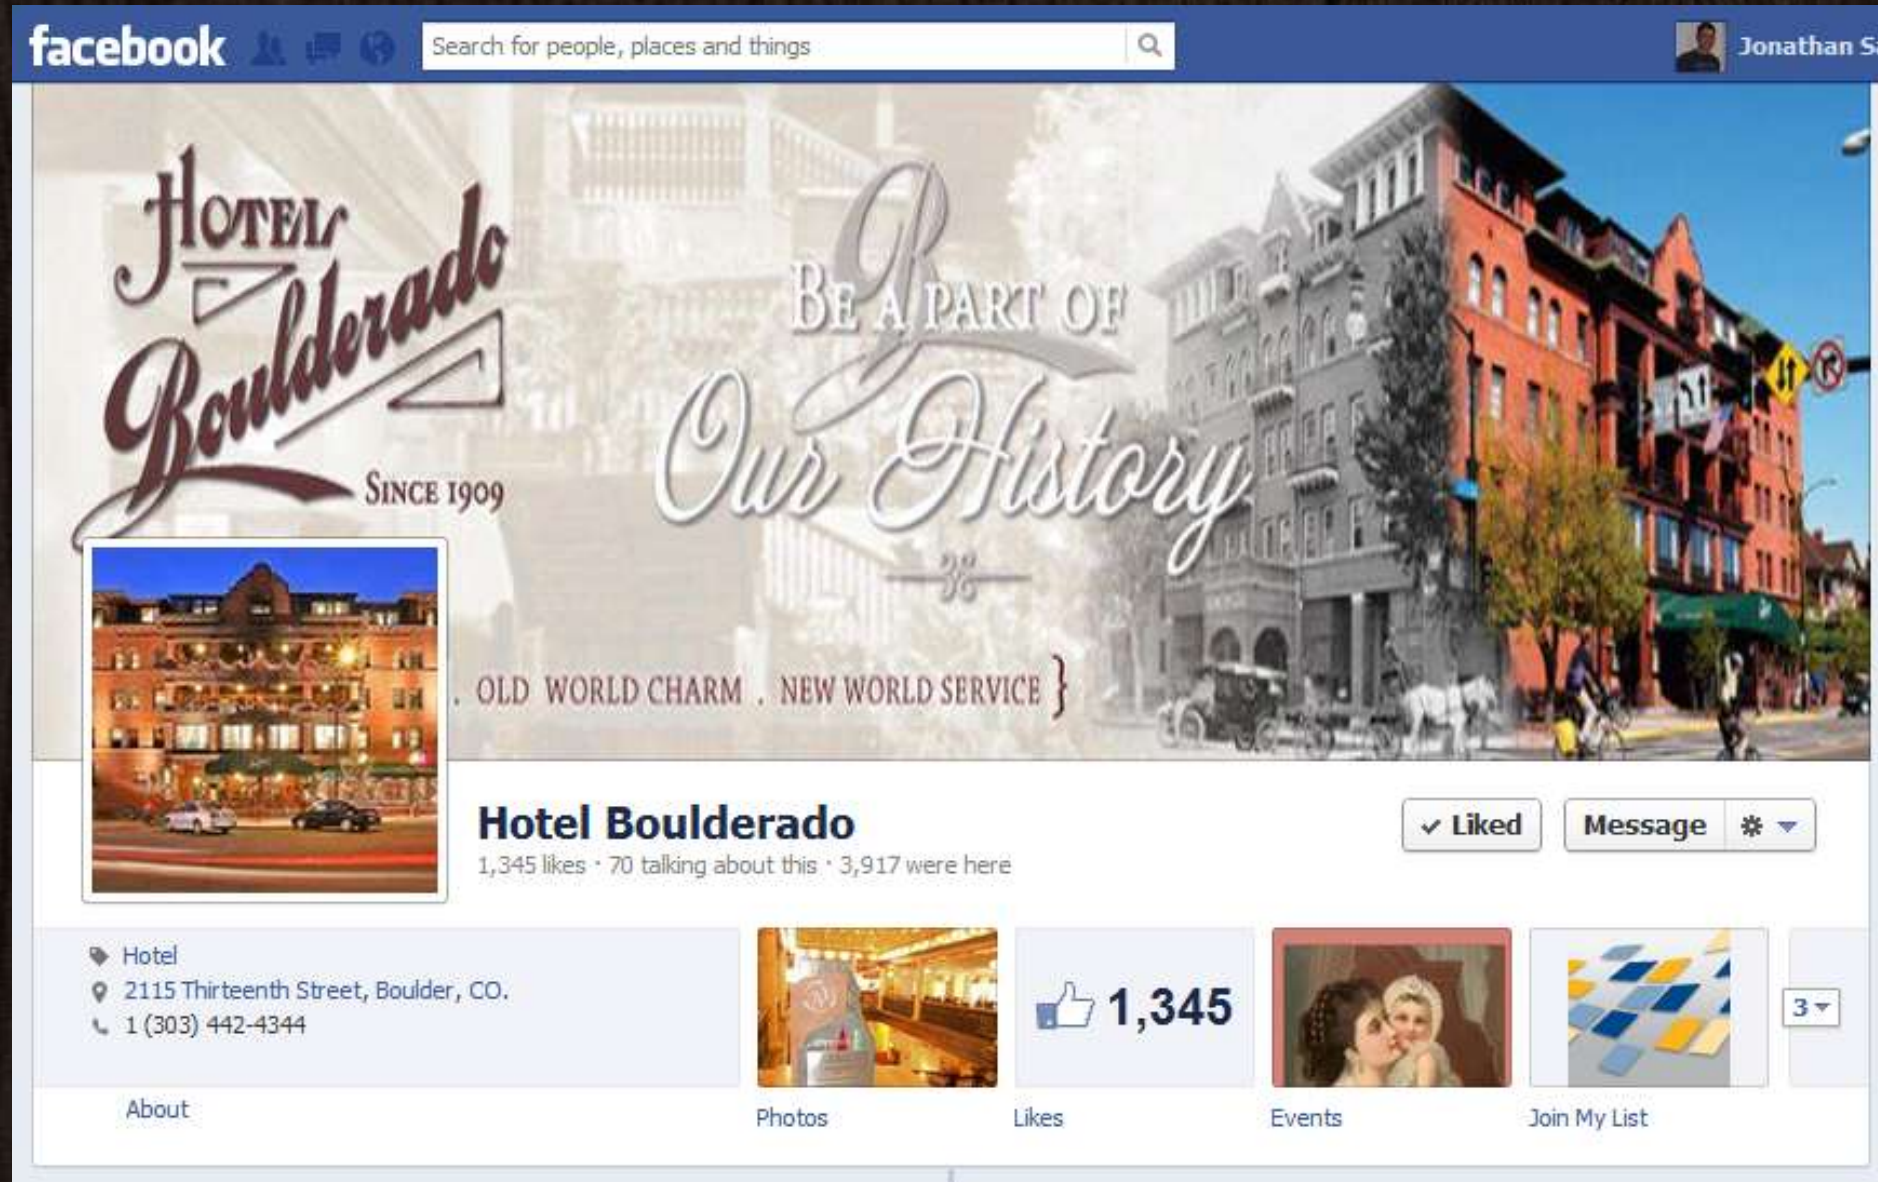 facebook
Search for people, places and things
Jonathan Sa
HOTEL
Boulderado
SINCE 1909
B
BE A PART OF
Our History
. OLD WORLD CHARM . NEW WORLD SERVICE }
Hotel Boulderado
1,345 likes · 70 talking about this · 3,917 were here
✓ Liked
Message
Hotel
2115 Thirteenth Street, Boulder, CO.
1 (303) 442-4344
About
1,345
3
Photos
Likes
Events
Join My List